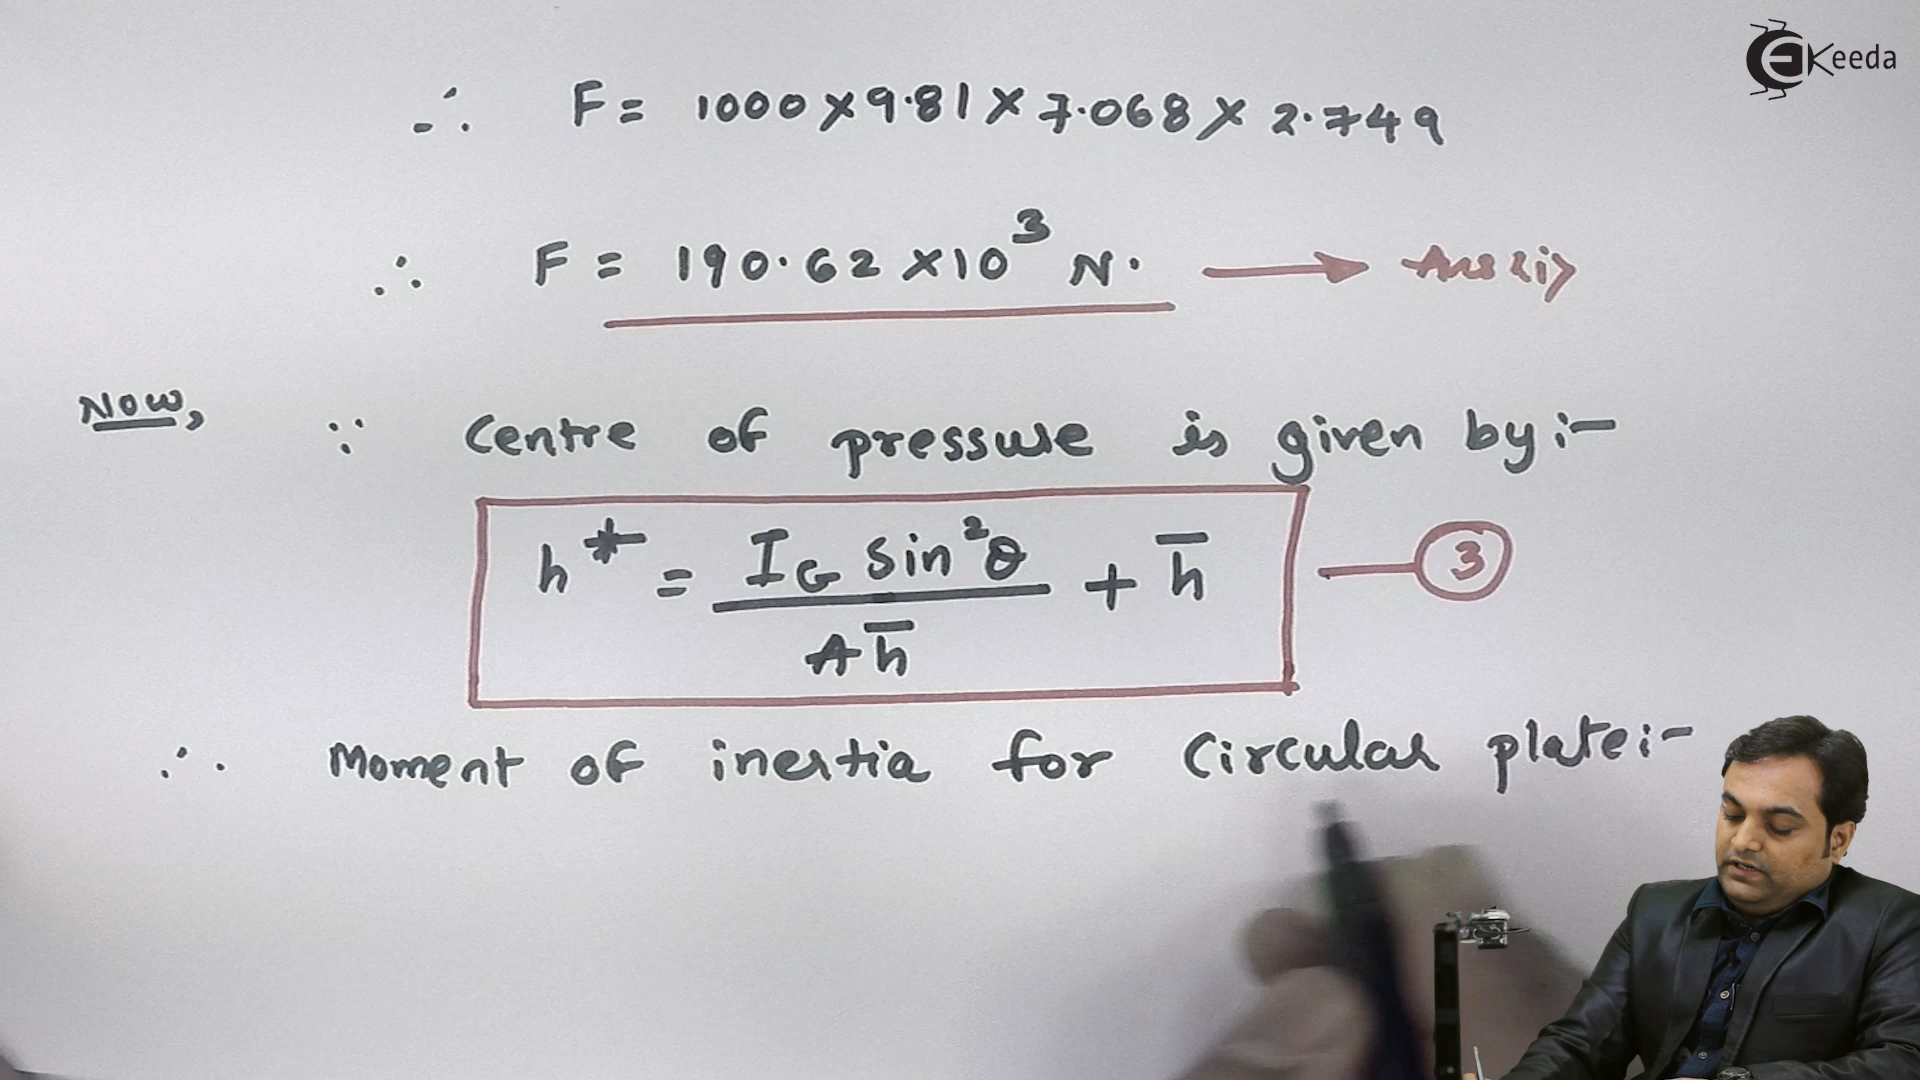 EKeeda
∴ F = 1000 × 9.81 × 7.068 × 2.749
∴ F = 190.62 × 10³ N. → Ans (i)
Now, ∵ Centre of pressure is given by :-
h* = I_G Sin²θ / A h̅ + h̅ — 3
∴ Moment of inertia for Circular plate :-